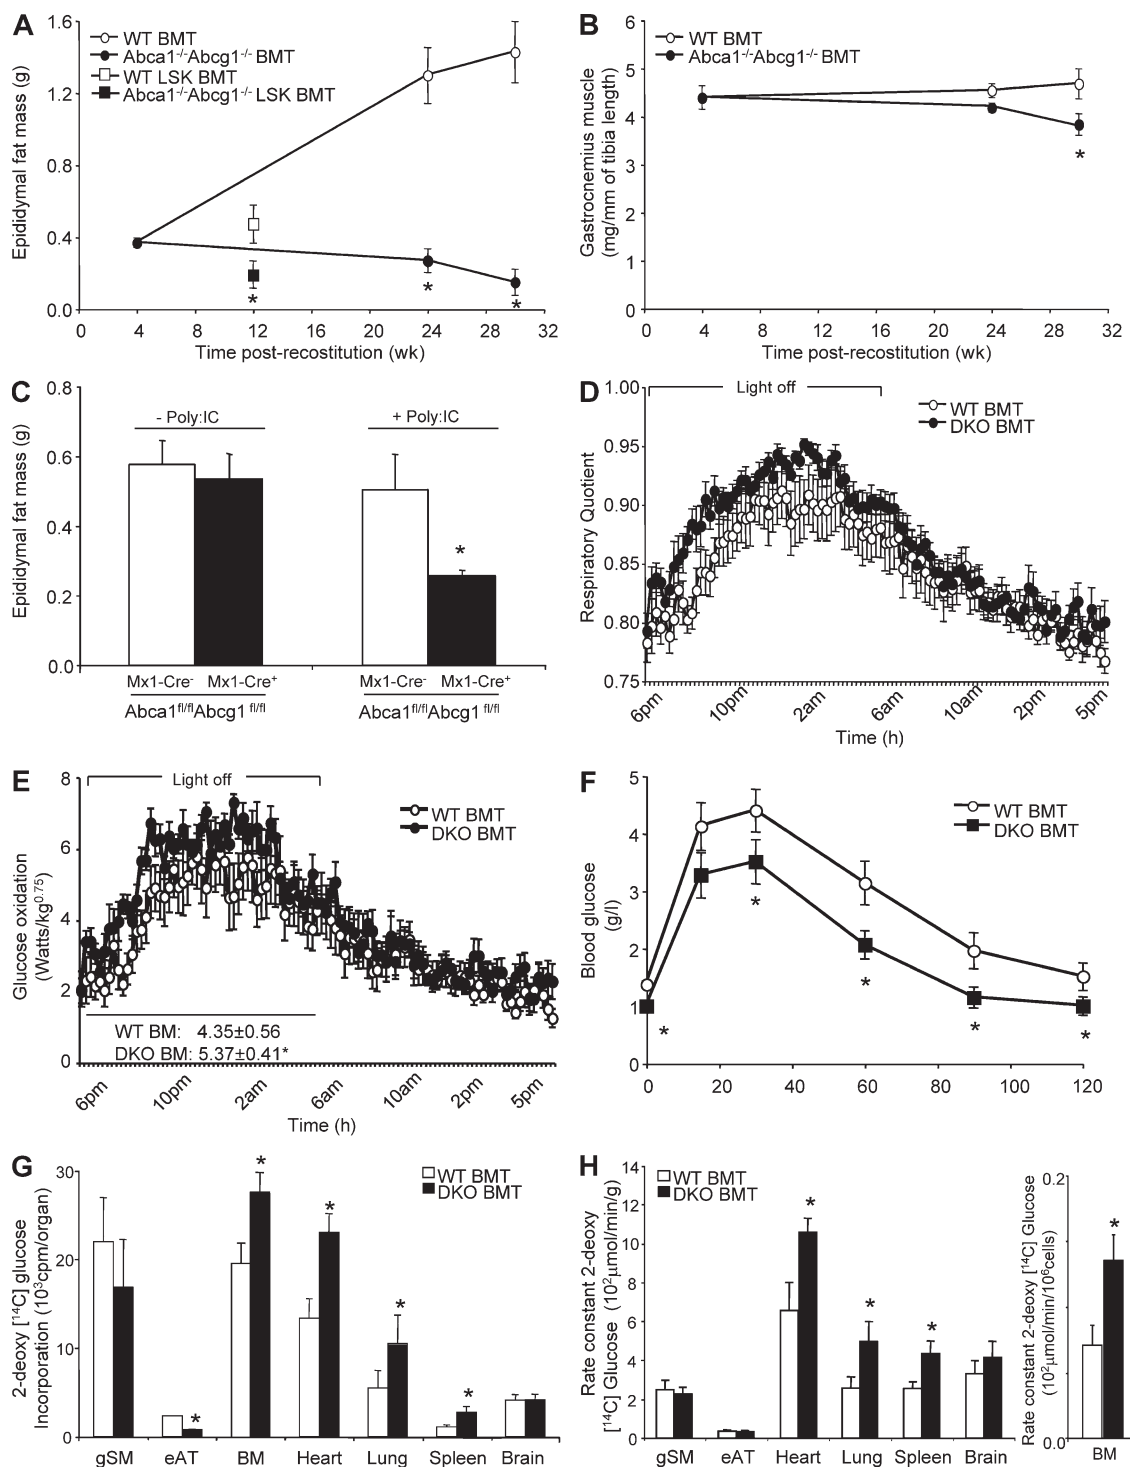 A
1.6
1.2
0.8
0.4
0.0
Epididymal fat mass (g)
WT BMT
Abca1-/-Abcg1-/- BMT
WT LSK BMT
Abca1-/-Abcg1-/- LSK BMT
* * *
0 4 8 12 16 20 24 28 32
Time post-recostitution (wk)
B
6
5
4
3
2
1
0
Gastrocnemius muscle
(mg/mm of tibia length)
WT BMT
Abca1-/-Abcg1-/- BMT
*
0 4 8 12 16 20 24 28 32
Time post-recostitution (wk)
C
0.8
0.6
0.4
0.2
0.0
Epididymal fat mass (g)
- Poly:IC
+ Poly:IC
*
Mx1-Cre- Mx1-Cre+
Mx1-Cre- Mx1-Cre+
Abca1fl/flAbcg1 fl/fl
Abca1fl/flAbcg1 fl/fl
D
1.00
0.95
0.90
0.85
0.80
0.75
Respiratory Quotient
Light off
WT BMT
DKO BMT
6pm 10pm 2am 6am 10am 2pm 5pm
Time (h)
E
8
6
4
2
0
Glucose oxidation
(Watts/kg0.75)
Light off
WT BMT
DKO BMT
WT BM: 4.35±0.56
DKO BM: 5.37±0.41*
6pm 10pm 2am 6am 10am 2pm 5pm
Time (h)
F
5
4
3
2
1
0
Blood glucose
(g/l)
WT BMT
DKO BMT
* * * * *
0 20 40 60 80 100 120
G
30
20
10
0
2-deoxy [14C] glucose
Incorporation (103cpm/organ)
WT BMT
DKO BMT
* * * * *
gSM eAT BM Heart Lung Spleen Brain
H
14
12
10
8
6
4
2
0
Rate constant 2-deoxy
[14C] Glucose (102µmol/min/g)
WT BMT
DKO BMT
* * *
gSM eAT Heart Lung Spleen Brain
0.2
0.0
Rate constant 2-deoxy [14C] Glucose
(102µmol/min/106cells)
*
BM